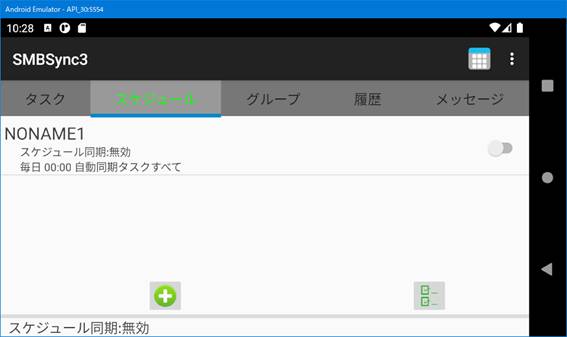 Android Emulator - API_30:5554
10:28
SMBSync3
タスク スケジュール グループ 履歴 メッセージ
NONAME1
スケジュール同期:無効
毎日 00:00 自動同期タスクすべて
スケジュール同期:無効